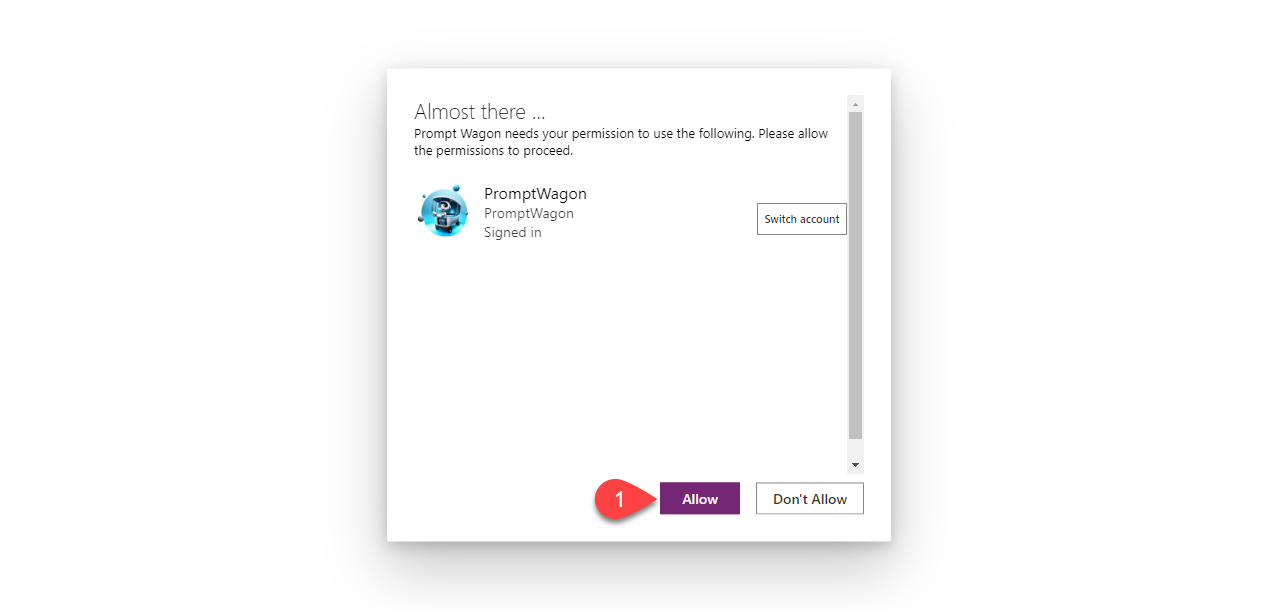 Almost there ...
Prompt Wagon needs your permission to use the following. Please allow
the permissions to proceed.
PromptWagon
PromptWagon
Signed in
Switch account
1
Allow
Don't Allow